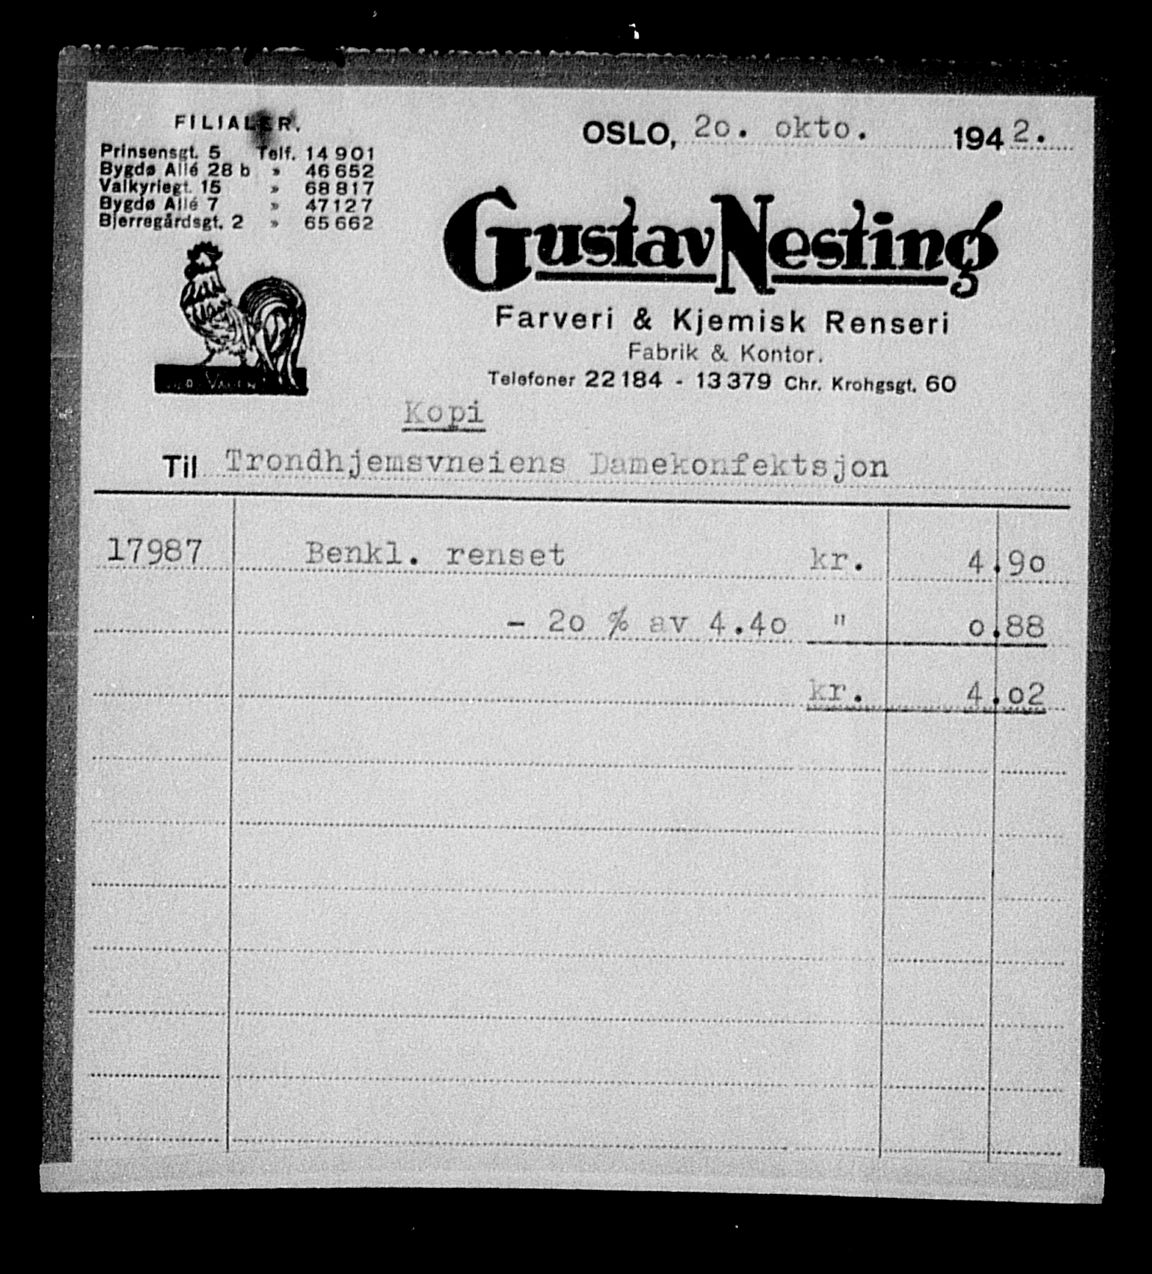 FILIALER.
Prinsensgt. 5 Telf. 14 901
Bygdø Allé 28 b » 46 652
Valkyriegt. 15 » 68 817
Bygdø Allé 7 » 47 127
Bjerregårdsgt. 2 » 65 662
OSLO, 2o. okto. 1942.
Gustav Nesting
Farveri & Kjemisk Renseri
Fabrik & Kontor.
Telefoner 22 184 - 13 379 Chr. Krohgsgt. 60
Kopi
Til Trondhjemsvneiens Damekonfektsjon
17987 Benkl. renset kr. 4.9o
- 2o % av 4.4o " o.88
kr. 4.o2